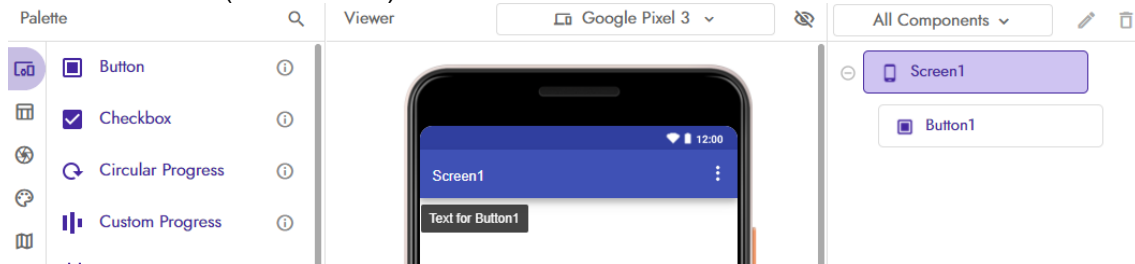 Palette
Viewer
Google Pixel 3
All Components
Button
Checkbox
Circular Progress
Custom Progress
12:00
Screen1
Text for Button1
Screen1
Button1